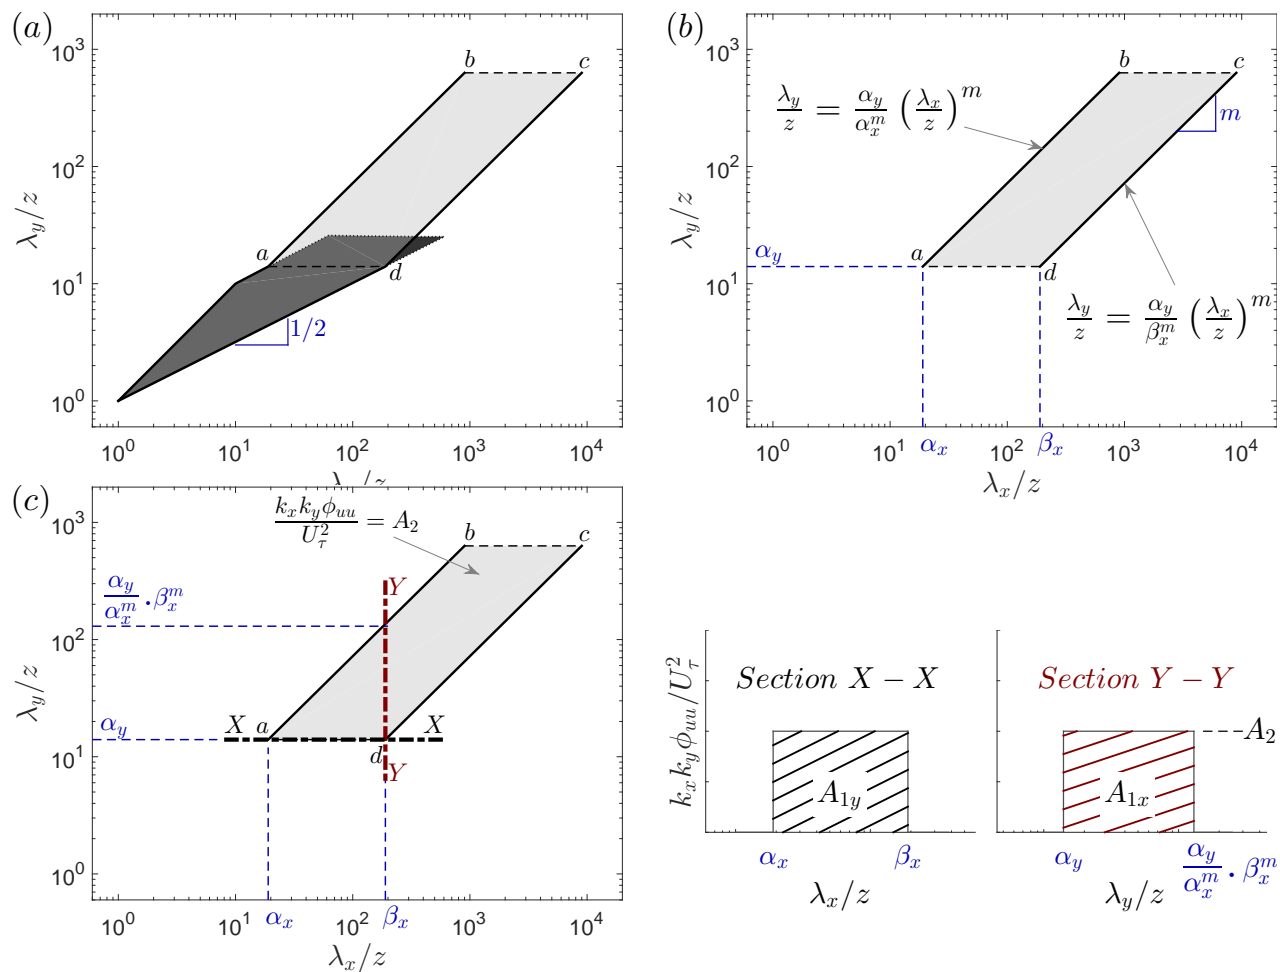 (a)
10^3
10^2
10^1
10^0
λ_y/z
b
c
a
d
1/2
10^0 10^1 10^2 10^3 10^4
λ_x/z
(b)
10^3
10^2
10^1
10^0
λ_y/z
b
c
λ_y/z = α_y/α_x^m (λ_x/z)^m
m
α_y
a
d
λ_y/z = α_y/β_x^m (λ_x/z)^m
10^0 10^1 10^2 10^3 10^4
α_x β_x
λ_x/z
(c)
10^3
10^2
10^1
10^0
λ_y/z
k_x k_y ϕ_uu/U_τ^2 = A_2
b
c
Y
α_y/α_x^m . β_x^m
α_y
X a X
d
Y
10^0 10^1 10^2 10^3 10^4
α_x β_x
λ_x/z
k_x k_y ϕ_uu/U_τ^2
Section X − X
A_1y
α_x β_x
λ_x/z
Section Y − Y
A_2
A_1x
α_y α_y/α_x^m . β_x^m
λ_y/z